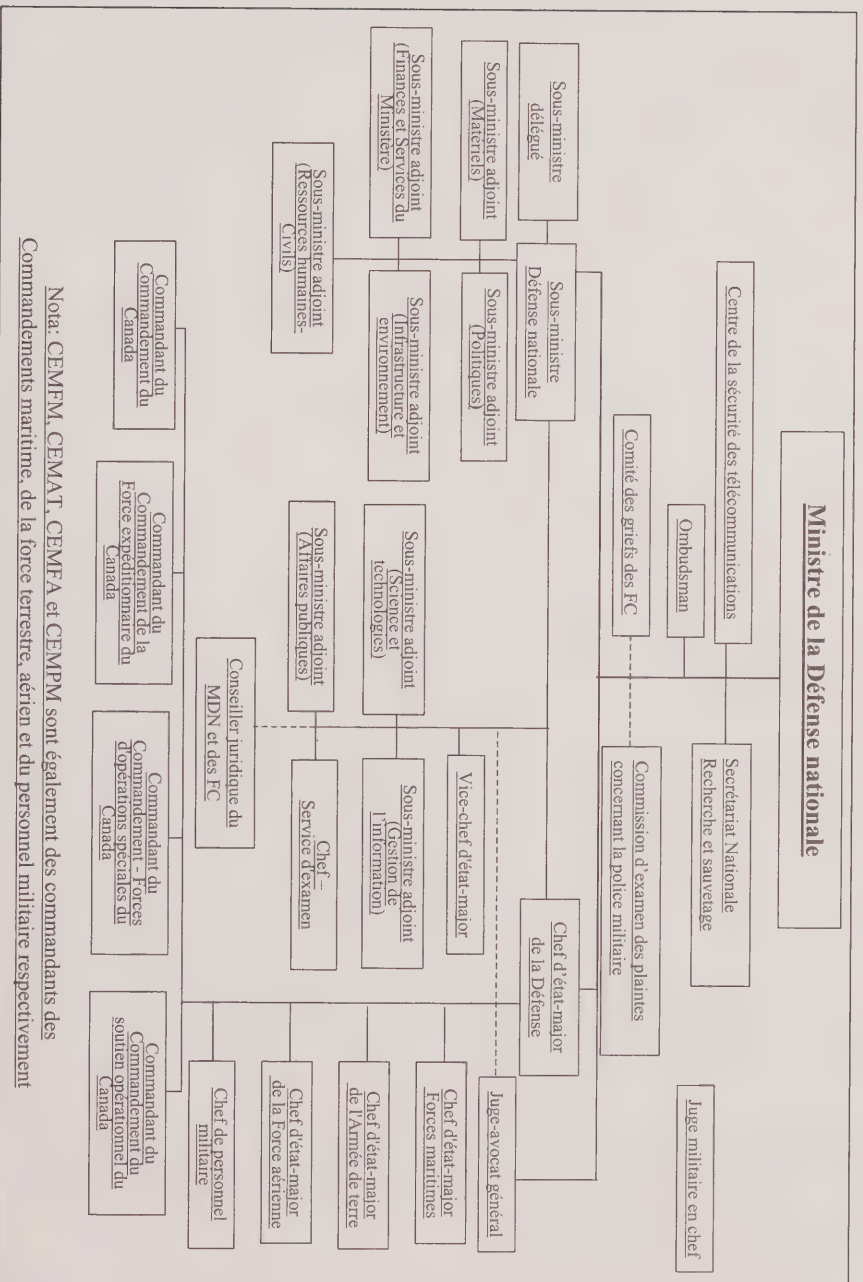 Ministre de la Défense nationale
Centre de la sécurité des télécommunications
Secrétariat Nationale
Recherche et sauvetage
Juge militaire en chef
Ombudsman
Comité des griefs des FC
Commission d'examen des plaintes
concernant la police militaire
Sous-ministre
délégué
Sous-ministre
Défense nationale
Chef d'état-major
de la Défense
Juge-avocat général
Sous-ministre adjoint
(Matériels)
Sous-ministre adjoint
(Politiques)
Vice-chef d'état-major
Chef d'état-major
Forces maritimes
Sous-ministre adjoint
(Finances et Services du
Ministère)
Sous-ministre adjoint
(Infrastructure et
environnement)
Sous-ministre adjoint
(Science et
technologies)
Sous-ministre adjoint
(Gestion de
l'information)
Chef d'état-major
de l'Armée de terre
Sous-ministre adjoint
(Ressources humaines-
Civils)
Sous-ministre adjoint
(Affaires publiques)
Chef –
Service d'examen
Chef d'état-major
de la Force aérienne
Conseiller juridique du
MDN et des FC
Chef de personnel
militaire
Commandant du
Commandement du
Canada
Commandant du
Commandement de la
Force expéditionnaire du
Canada
Commandant du
Commandement - Forces
d'opérations spéciales du
Canada
Commandant du
Commandement du
soutien opérationnel du
Canada
Nota: CEMFM, CEMAT, CEMFA et CEMPM sont également des commandants des
Commandements maritime, de la force terrestre, aérien et du personnel militaire respectivement